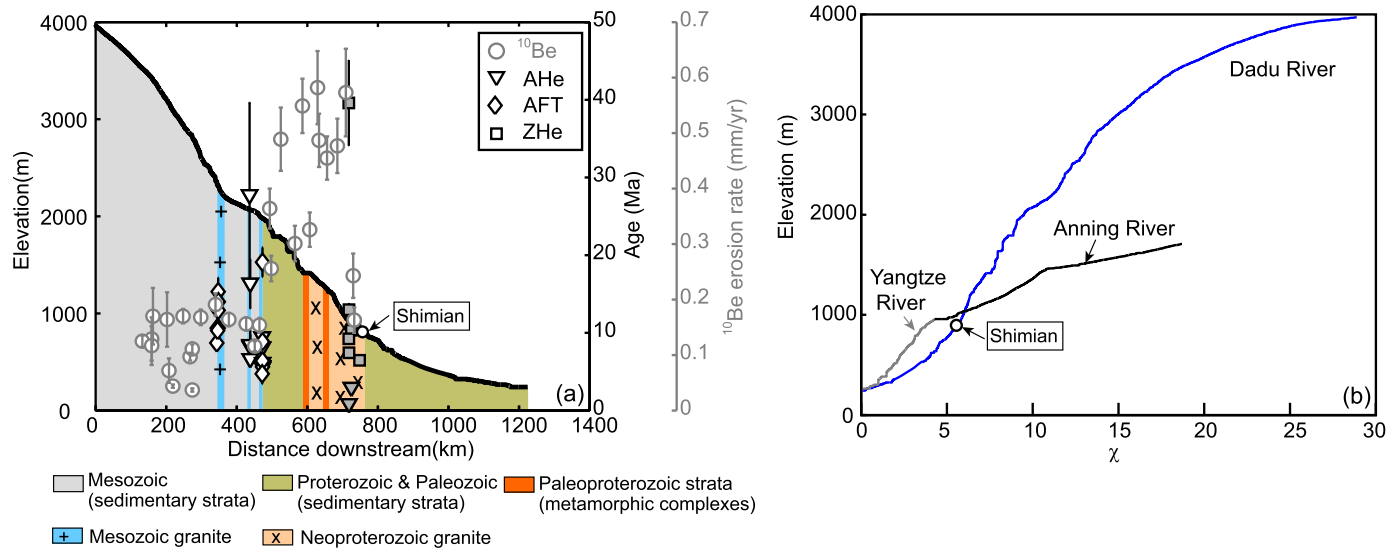 4000
3000
2000
1000
0
Elevation(m)
0
200
400
600
800
1000
1200
1400
Distance downstream(km)
50
40
30
20
10
0
Age (Ma)
0.7
0.6
0.5
0.4
0.3
0.2
0.1
0
10Be erosion rate (mm/yr)
10Be
AHe
AFT
ZHe
Shimian
(a)
Mesozoic
(sedimentary strata)
Proterozoic & Paleozoic
(sedimentary strata)
Paleoproterozoic strata
(metamorphic complexes)
+ Mesozoic granite
x Neoproterozoic granite
4000
3000
2000
1000
0
Elevation (m)
0
5
10
15
20
25
30
χ
Dadu River
Anning River
Yangtze
River
Shimian
(b)